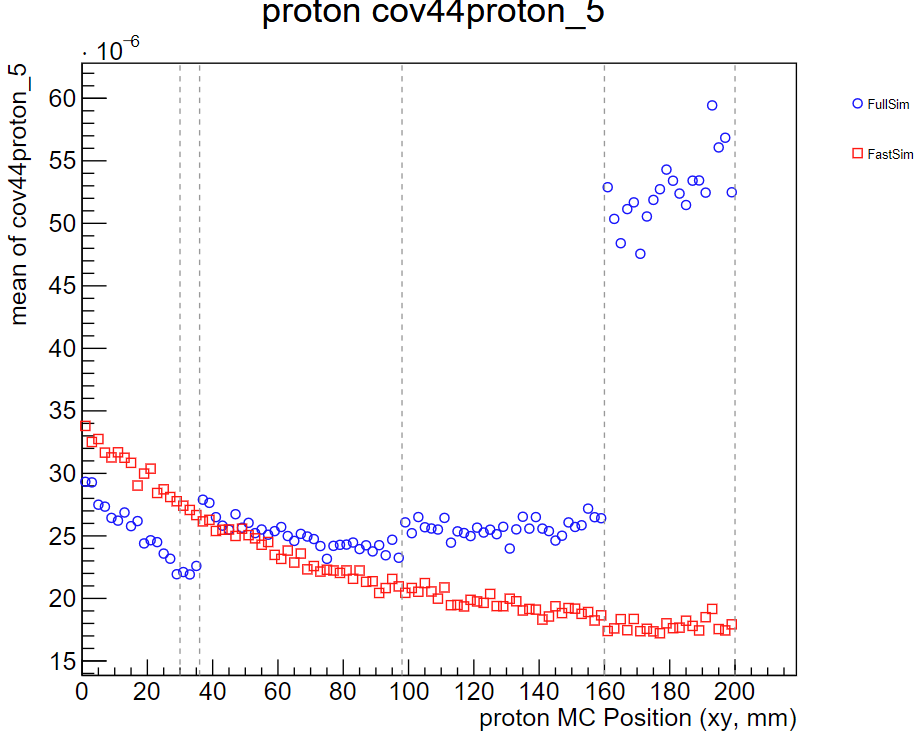 proton cov44proton_5
· 10⁻⁶
mean of cov44proton_5
60
55
50
45
40
35
30
25
20
15
0 20 40 60 80 100 120 140 160 180 200
proton MC Position (xy, mm)
FullSim
FastSim